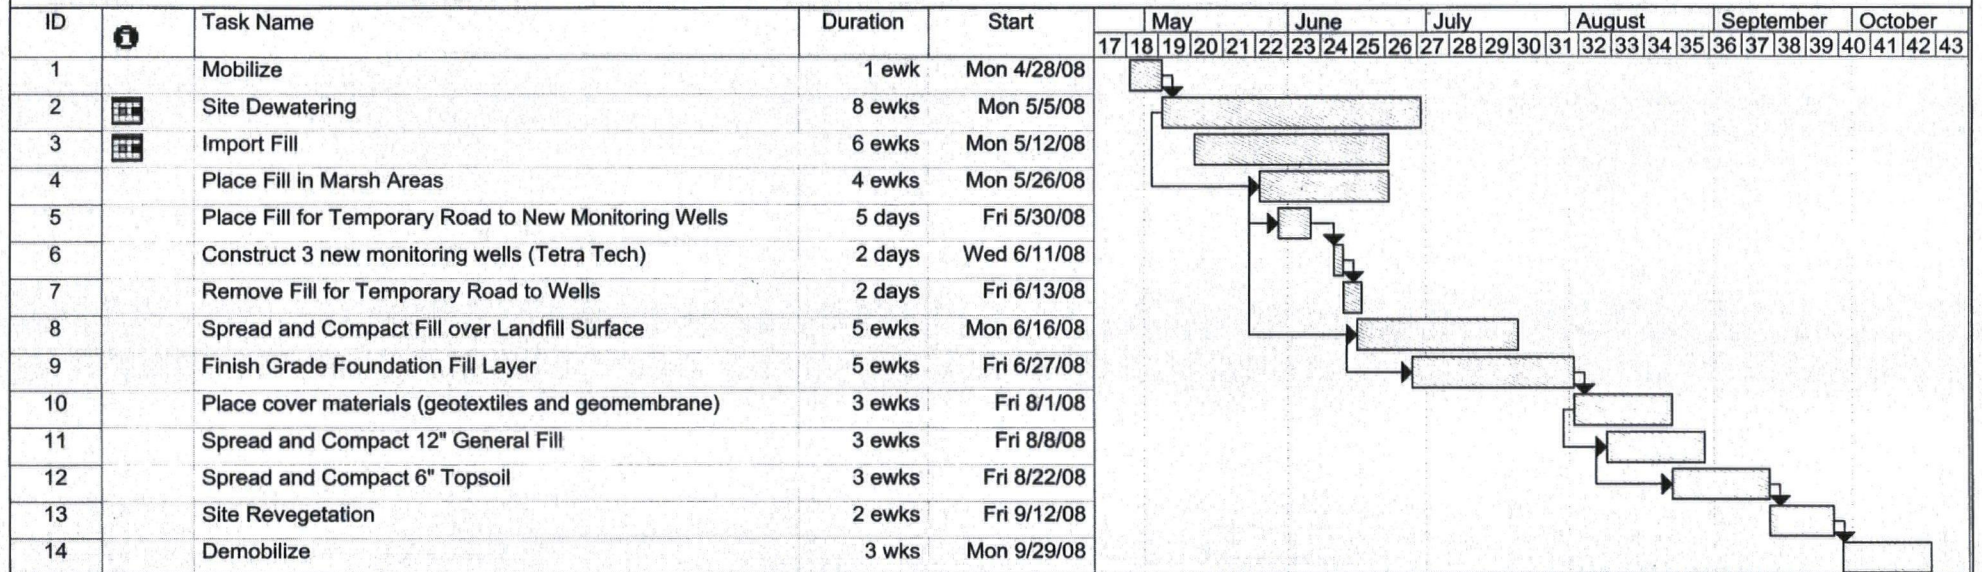 ID Task Name Duration Start May June July August September October
17 18 19 20 21 22 23 24 25 26 27 28 29 30 31 32 33 34 35 36 37 38 39 40 41 42 43
1 Mobilize 1 ewk Mon 4/28/08
2 Site Dewatering 8 ewks Mon 5/5/08
3 Import Fill 6 ewks Mon 5/12/08
4 Place Fill in Marsh Areas 4 ewks Mon 5/26/08
5 Place Fill for Temporary Road to New Monitoring Wells 5 days Fri 5/30/08
6 Construct 3 new monitoring wells (Tetra Tech) 2 days Wed 6/11/08
7 Remove Fill for Temporary Road to Wells 2 days Fri 6/13/08
8 Spread and Compact Fill over Landfill Surface 5 ewks Mon 6/16/08
9 Finish Grade Foundation Fill Layer 5 ewks Fri 6/27/08
10 Place cover materials (geotextiles and geomembrane) 3 ewks Fri 8/1/08
11 Spread and Compact 12" General Fill 3 ewks Fri 8/8/08
12 Spread and Compact 6" Topsoil 3 ewks Fri 8/22/08
13 Site Revegetation 2 ewks Fri 9/12/08
14 Demobilize 3 wks Mon 9/29/08